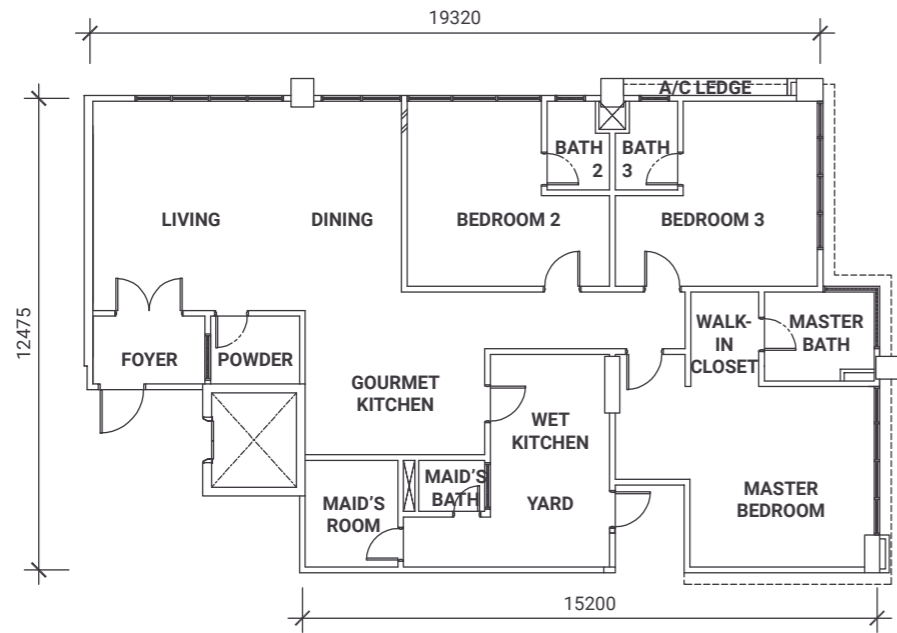 19320
A/C LEDGE
BATH
2
BATH
3
LIVING
DINING
BEDROOM 2
BEDROOM 3
12475
FOYER
POWDER
WALK-
IN
CLOSET
MASTER
BATH
GOURMET
KITCHEN
WET
KITCHEN
MAID'S
ROOM
MAID'S
BATH
YARD
MASTER
BEDROOM
15200